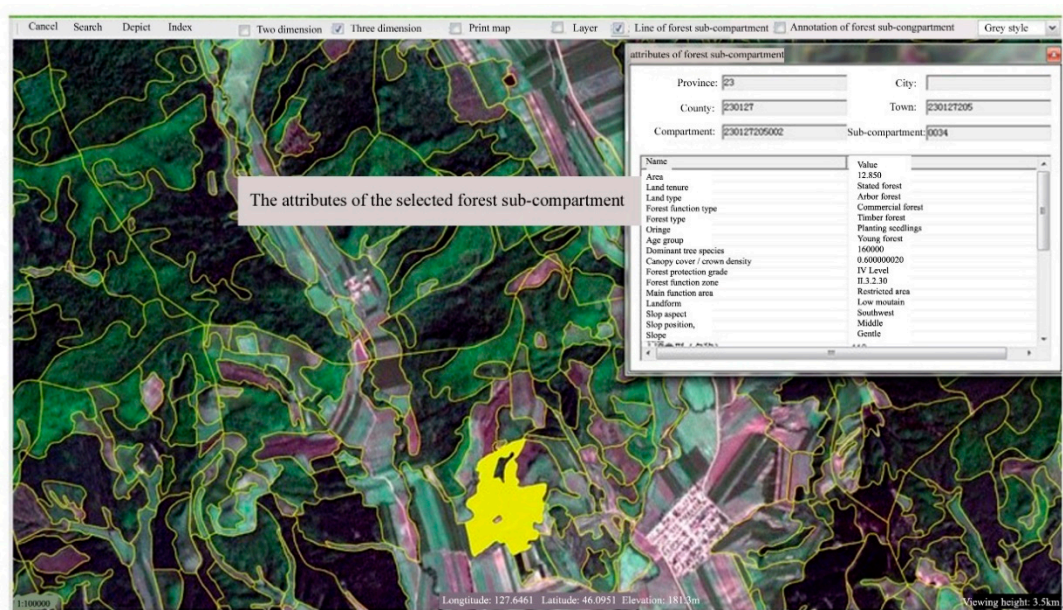 Cancel Search Depict Index Two dimension Three dimension Print map Layer Line of forest sub-compartment Annotation of forest sub-congpartment Grey style
attributes of forest sub-compartment
Province: 23 City:
County: 230127 Town: 230127205
Compartment: 230127205002 Sub-compartment: 0034
Name Value
Area 12.850
Land tenure Stated forest
Land type Arbor forest
Forest function type Commercial forest
Forest type Timber forest
Oringe Planting seedlings
Age group Young forest
Dominant tree species 160000
Canopy cover / crown density 0.600000020
Forest protection grade IV Level
Forest function zone II.3.2.30
Main function area Restricted area
Landform Low moutain
Slop aspect Southwest
Slop position, Middle
Slope Gentle
The attributes of the selected forest sub-compartment
1:100000
Longtitude: 127.6461 Latitude: 46.0951 Elevation: 181.3m
Viewing height: 3.5km